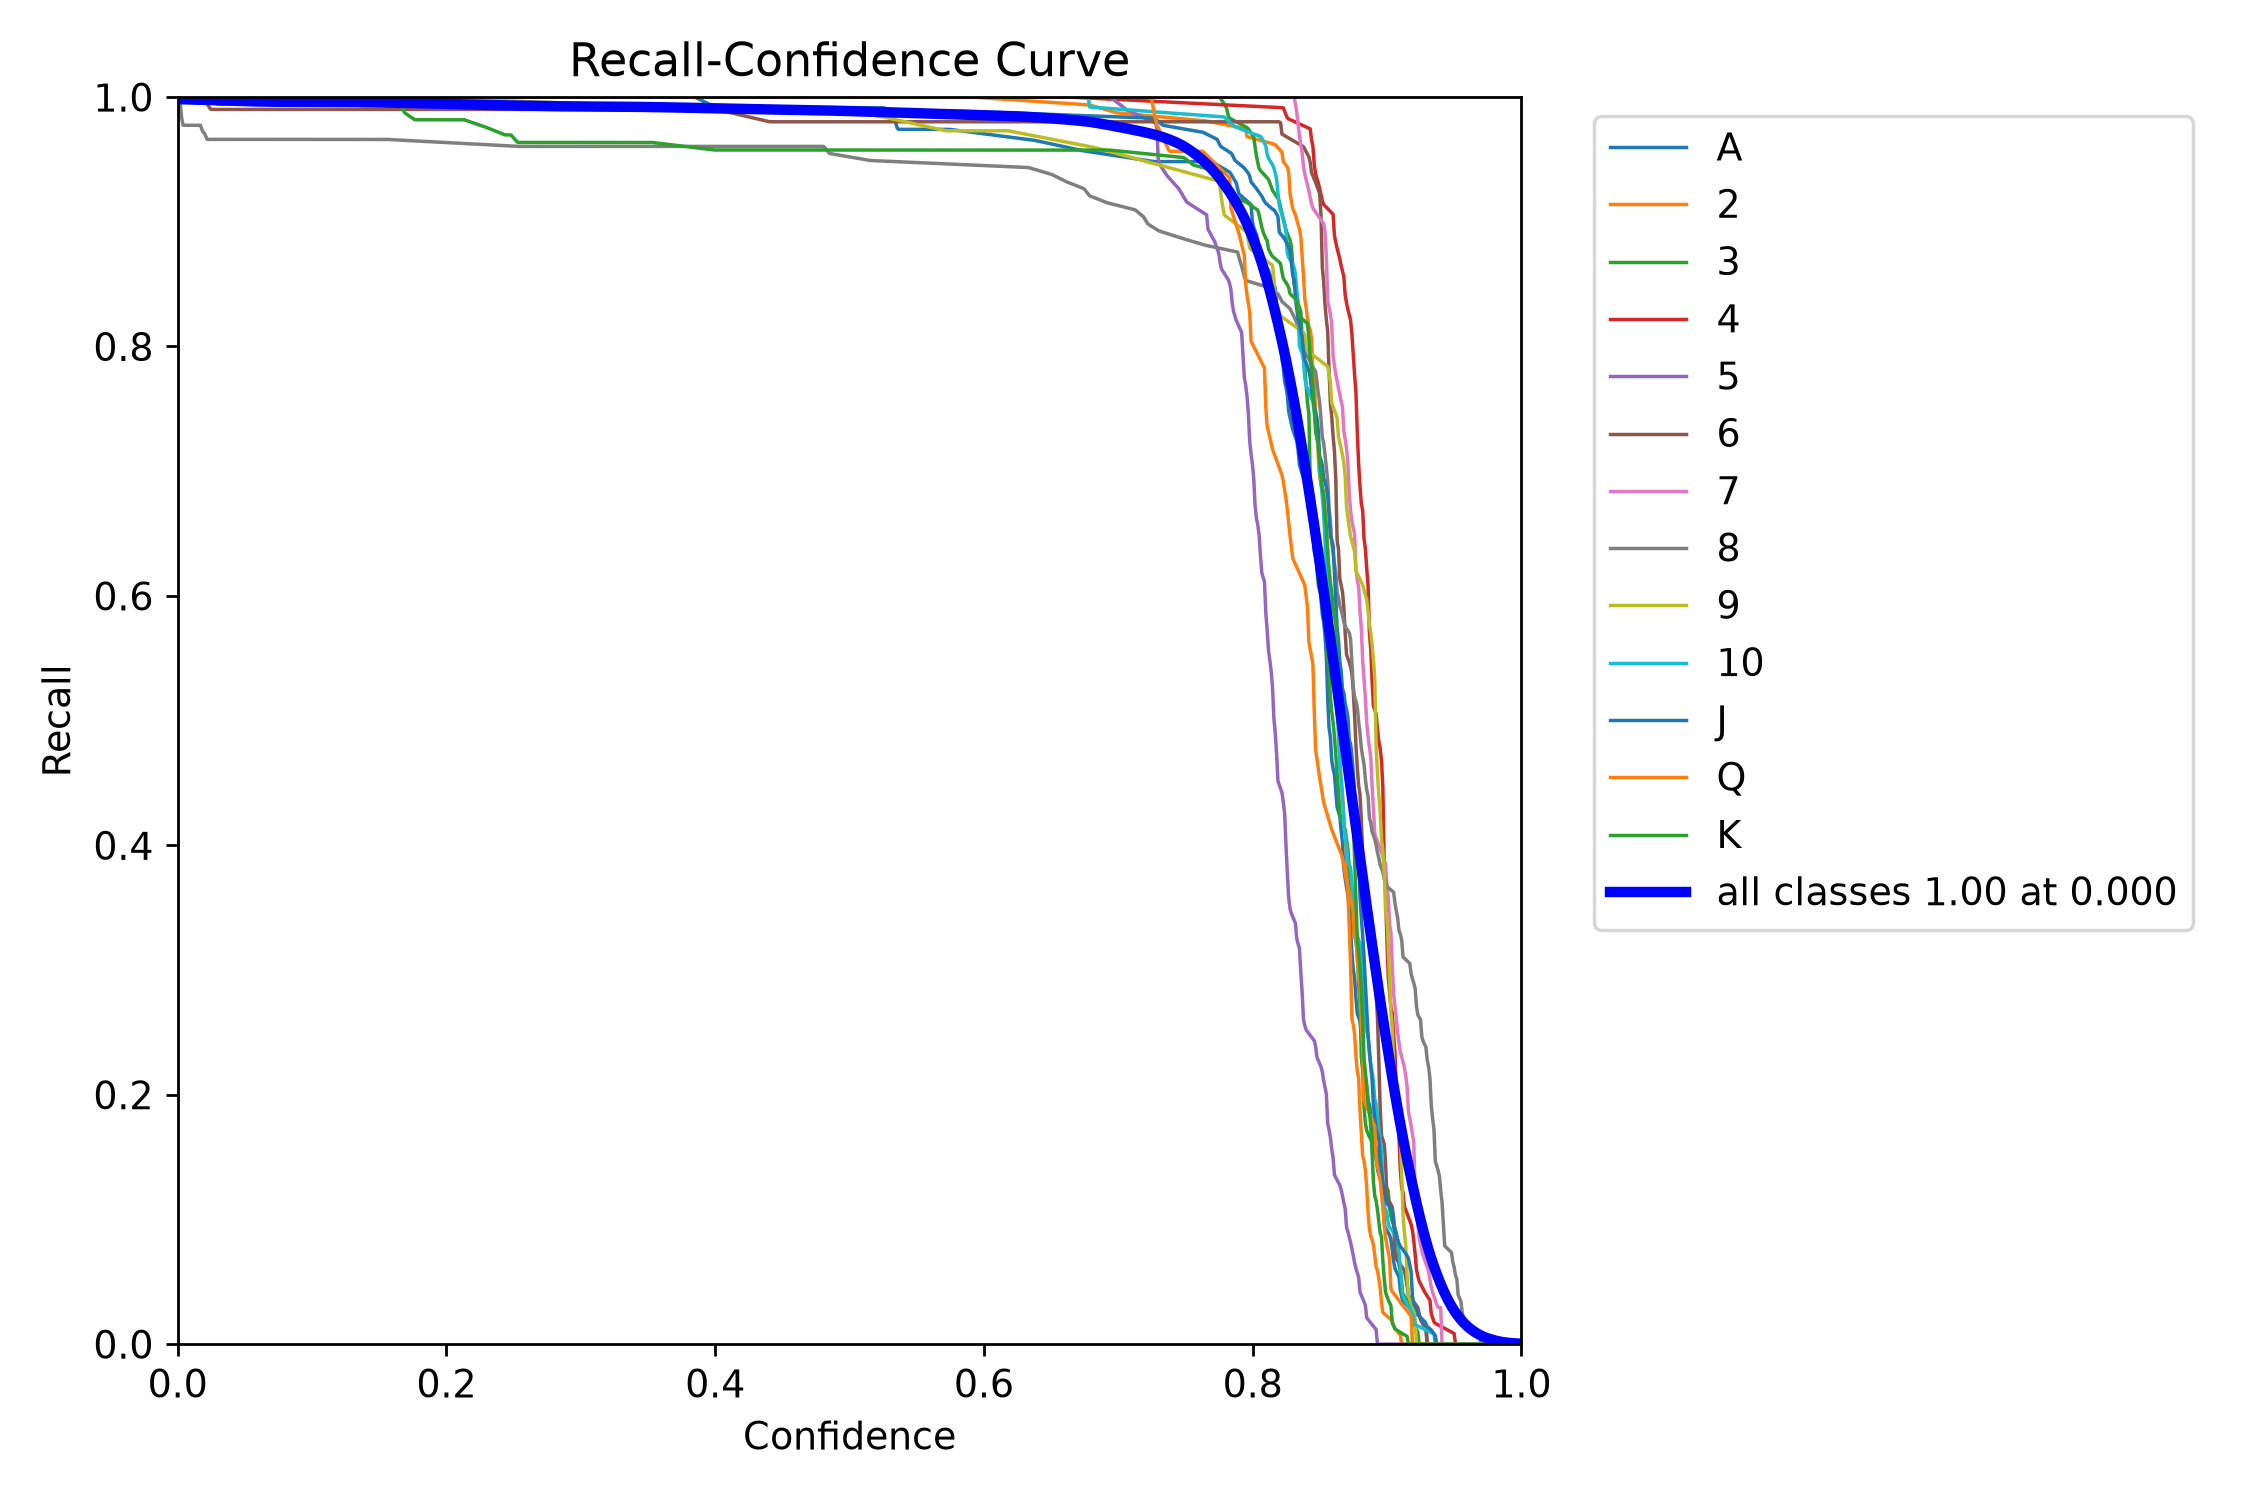 Recall-Confidence Curve
1.0
0.8
0.6
0.4
0.2
0.0
Recall
0.0 0.2 0.4 0.6 0.8 1.0
Confidence
A
2
3
4
5
6
7
8
9
10
J
Q
K
all classes 1.00 at 0.000